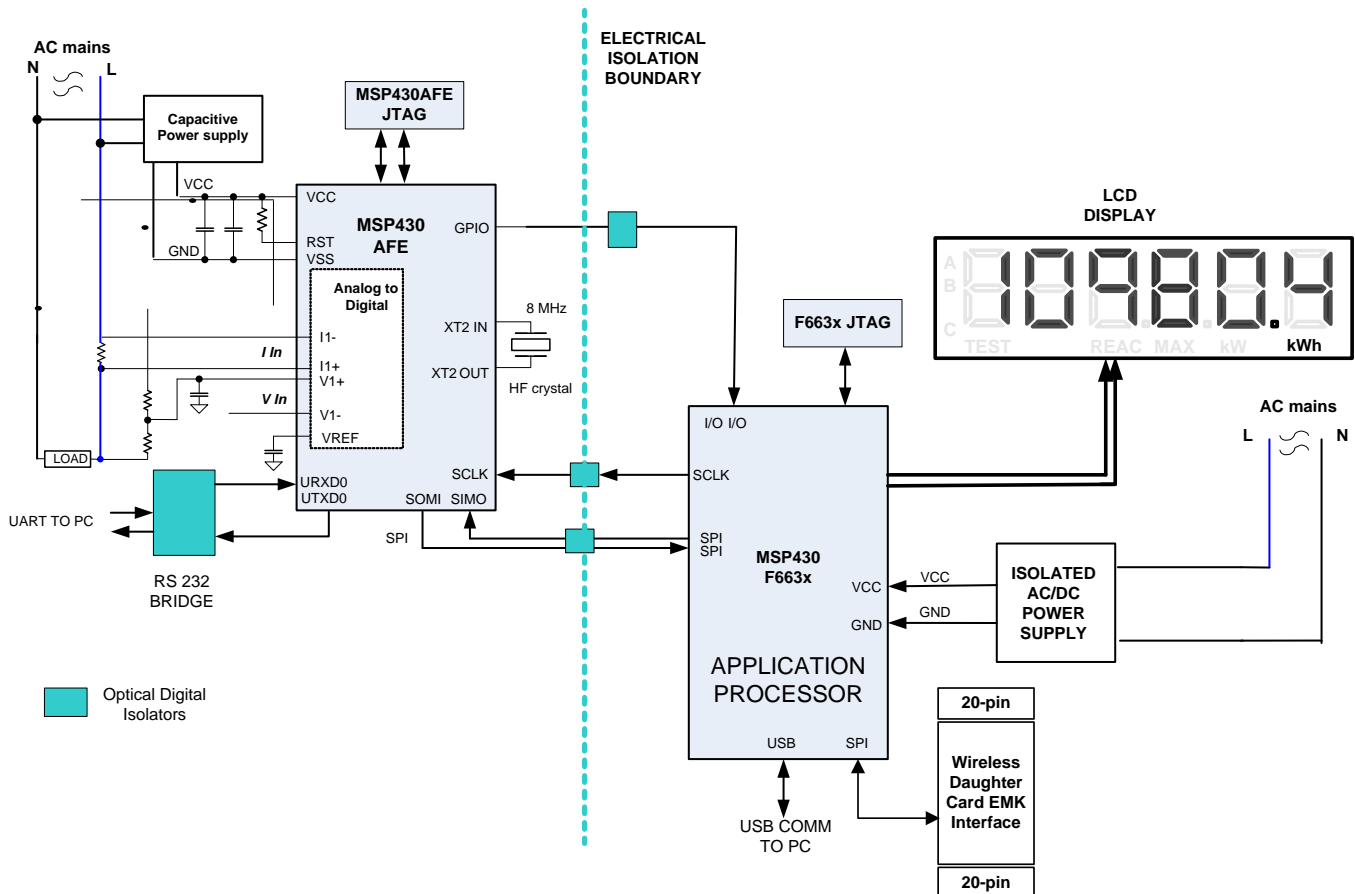 AC mains
N
L
Capacitive
Power supply
MSP430AFE
JTAG
ELECTRICAL
ISOLATION
BOUNDARY
VCC
GND
VCC
RST
VSS
MSP430
AFE
GPIO
Analog to
Digital
I1-
I1+
V1+
V1-
VREF
I In
V In
XT2 IN
XT2 OUT
8 MHz
HF crystal
LOAD
URXD0
UTXD0
SOMI
SIMO
SCLK
SPI
UART TO PC
RS 232
BRIDGE
Optical Digital
Isolators
LCD
DISPLAY
A
B
C
109804
TEST
REAC
MAX
kW
kWh
F663x JTAG
I/O I/O
SCLK
SPI
SPI
MSP430
F663x
VCC
GND
APPLICATION
PROCESSOR
USB
SPI
VCC
GND
ISOLATED
AC/DC
POWER
SUPPLY
AC mains
L
N
USB COMM
TO PC
20-pin
Wireless
Daughter
Card EMK
Interface
20-pin